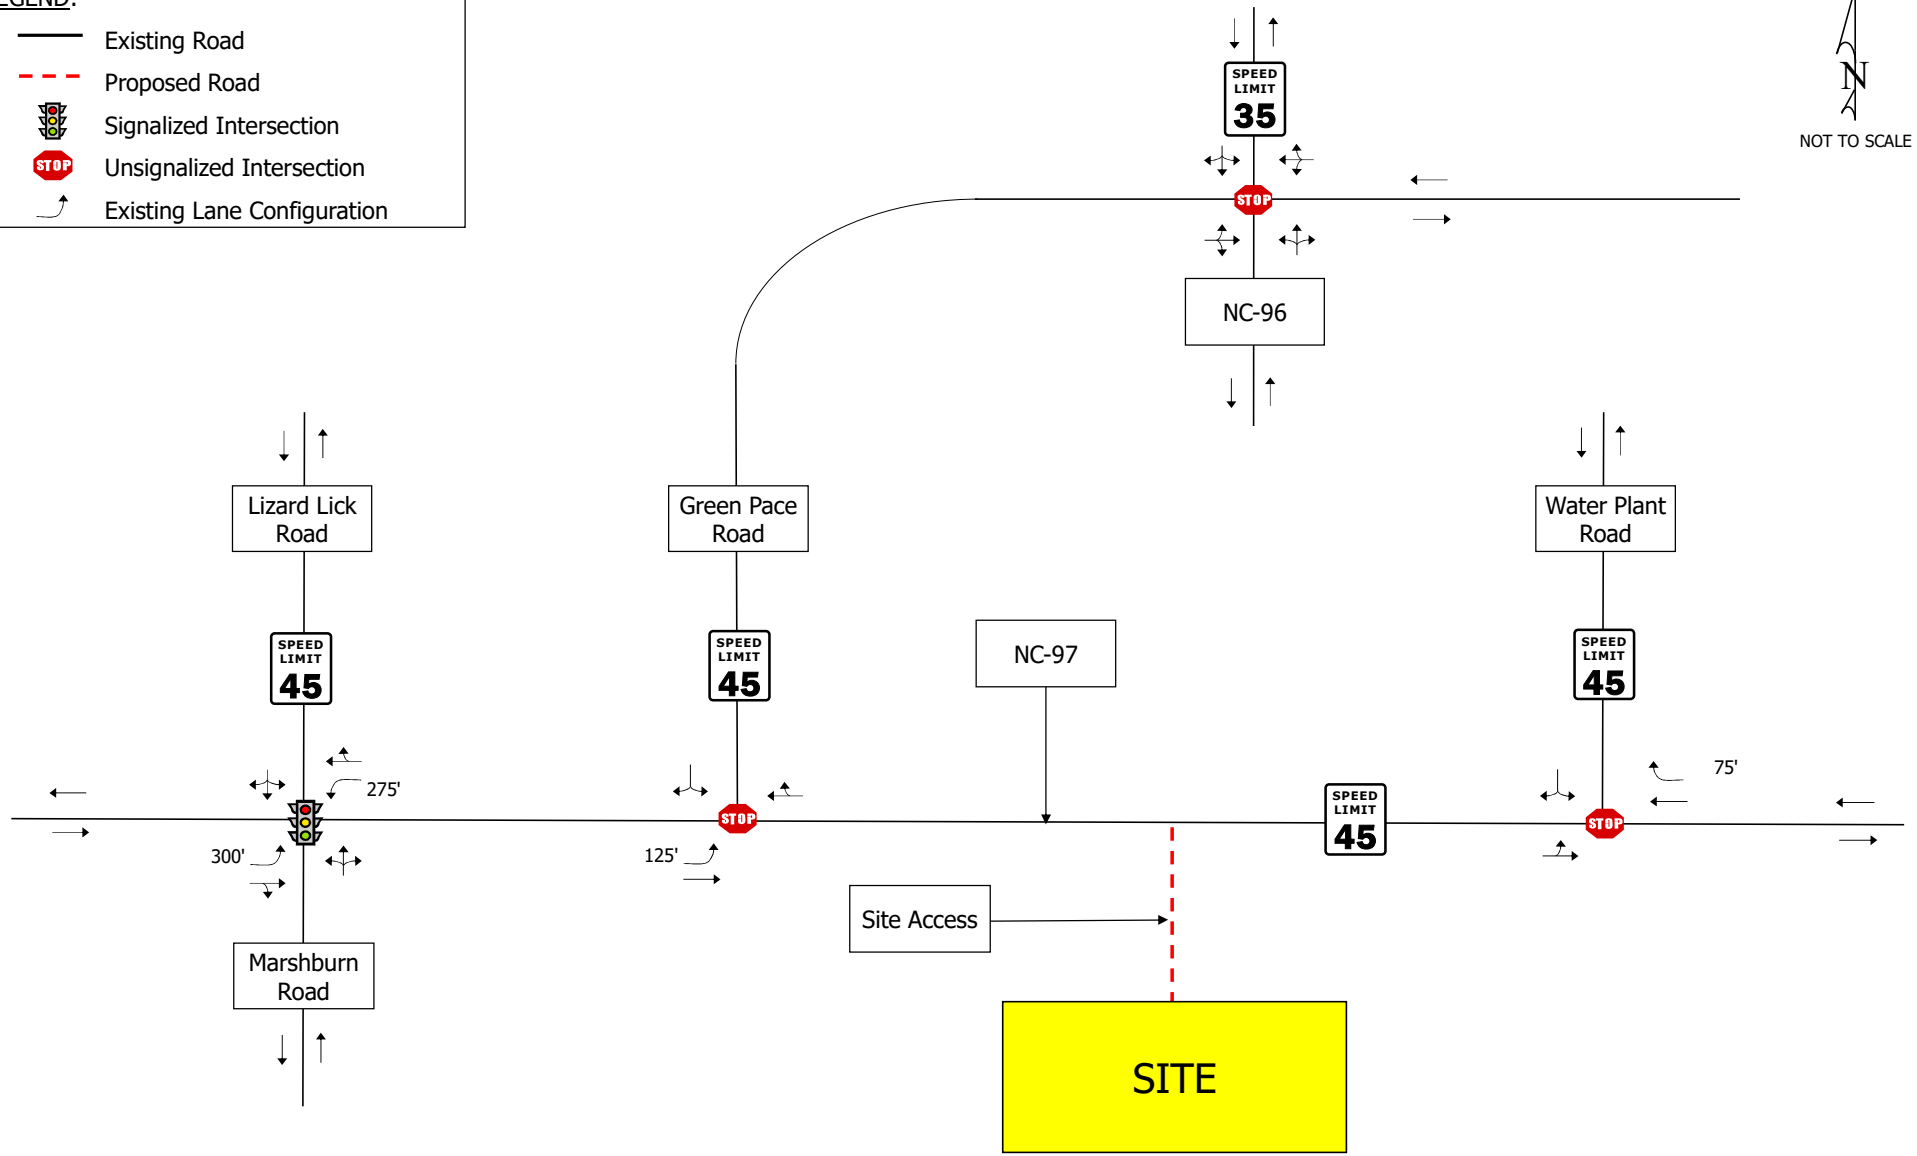 LEGEND:
Existing Road
Proposed Road
Signalized Intersection
STOP
Unsignalized Intersection
Existing Lane Configuration
SPEED
LIMIT
35
N
NOT TO SCALE
STOP
NC-96
Lizard Lick
Road
Green Pace
Road
Water Plant
Road
SPEED
LIMIT
45
SPEED
LIMIT
45
NC-97
SPEED
LIMIT
45
275'
75'
SPEED
LIMIT
45
STOP
STOP
300'
125'
Site Access
Marshburn
Road
SITE